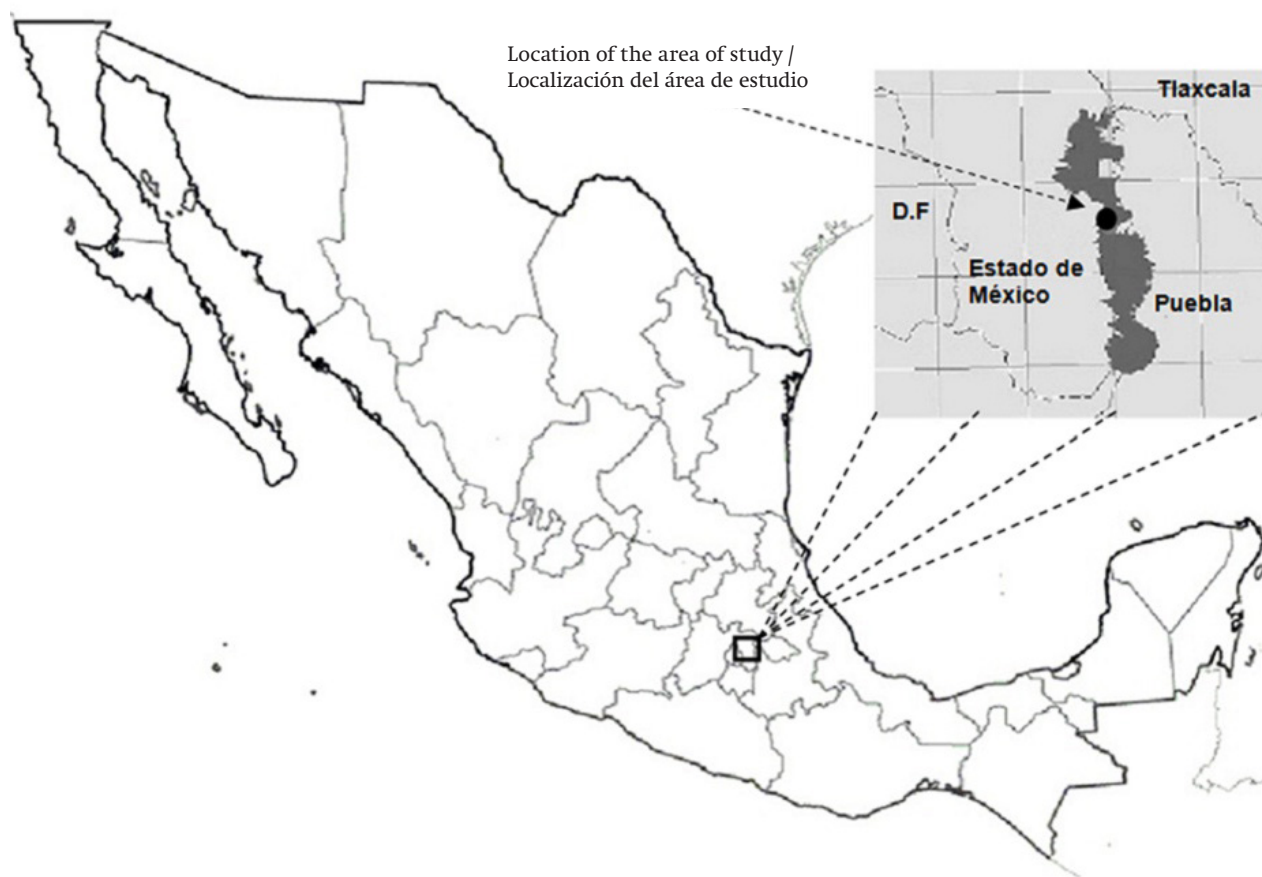 Location of the area of study /
Localización del área de estudio
Tlaxcala
D.F
Estado de
México
Puebla